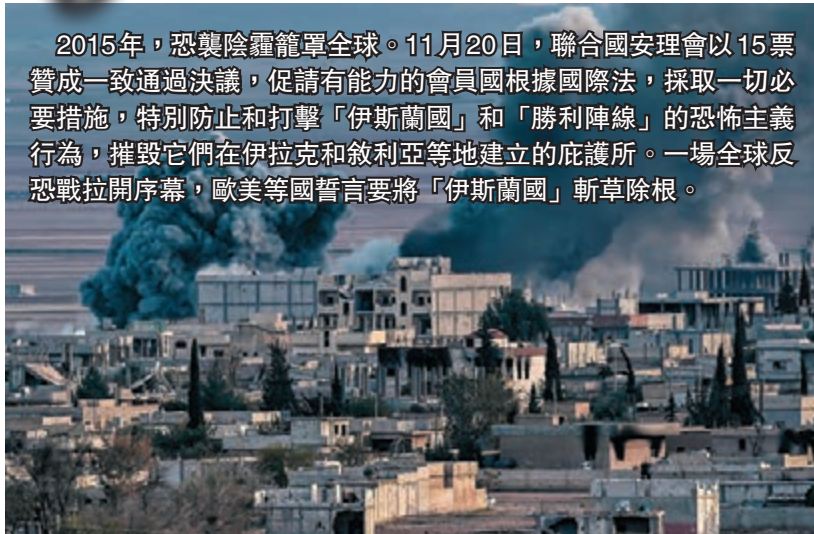 2015年，恐襲陰霾籠罩全球。11月20日，聯合國安理會以15票
贊成一致通過決議，促請有能力的會員國根據國際法，採取一切必
要措施，特別防止和打擊「伊斯蘭國」和「勝利陣線」的恐怖主義
行為，摧毀它們在伊拉克和敘利亞等地建立的庇護所。一場全球反
恐戰拉開序幕，歐美等國誓言要將「伊斯蘭國」斬草除根。